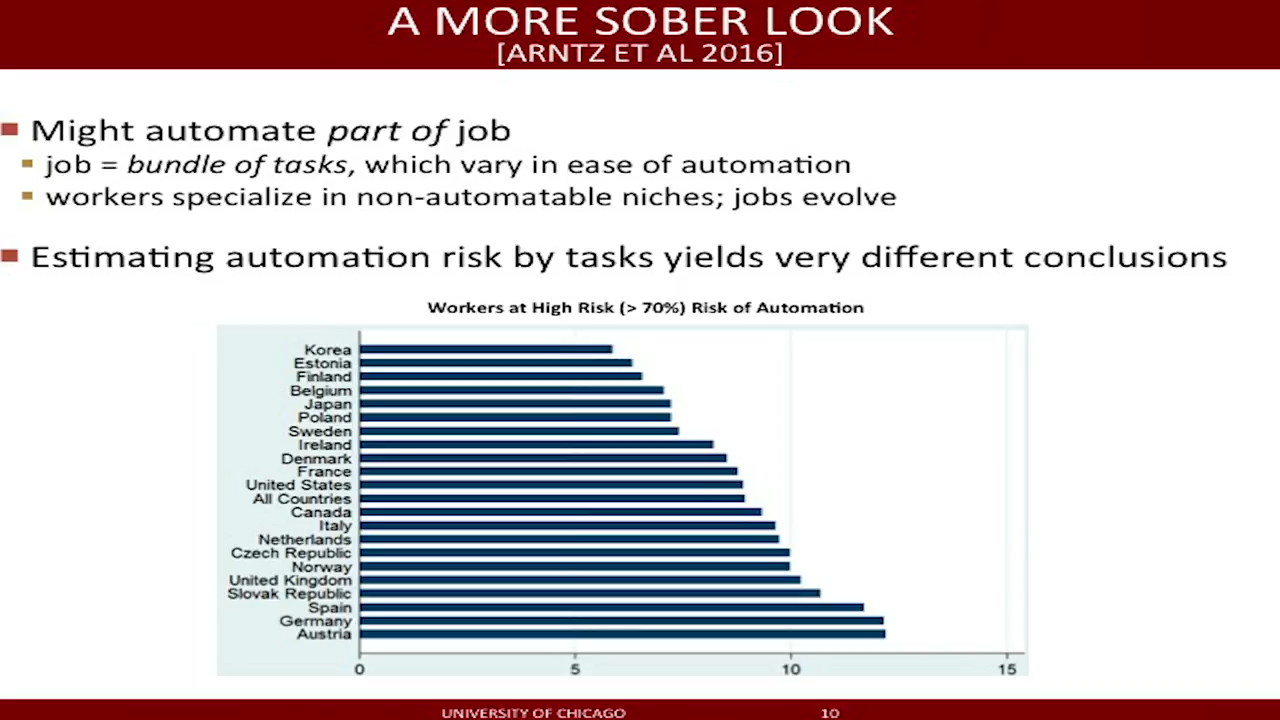 A MORE SOBER LOOK
[ARNTZ ET AL 2016]
Might automate part of job
job = bundle of tasks, which vary in ease of automation
workers specialize in non-automatable niches; jobs evolve
Estimating automation risk by tasks yields very different conclusions
Workers at High Risk (> 70%) Risk of Automation
Korea
Estonia
Finland
Belgium
Japan
Poland
Sweden
Ireland
Denmark
France
United States
All Countries
Canada
Italy
Netherlands
Czech Republic
Norway
United Kingdom
Slovak Republic
Spain
Germany
Austria
0 5 10 15
UNIVERSITY OF CHICAGO 10